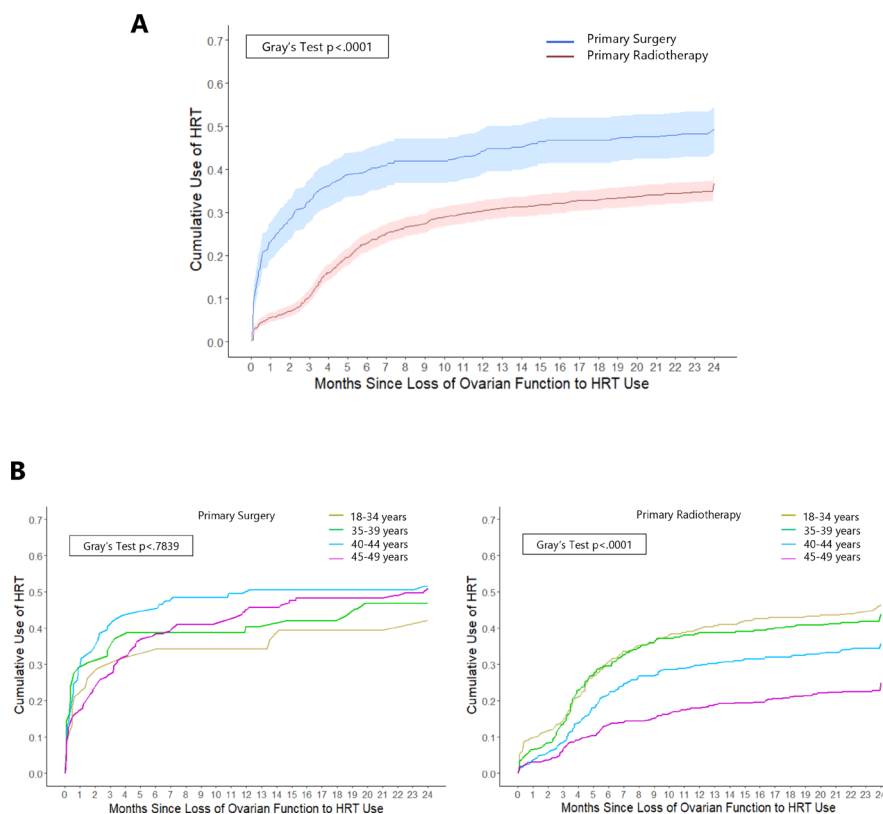 A
Gray's Test p<.0001
Primary Surgery
Primary Radiotherapy
Cumulative Use of HRT
0.7
0.6
0.5
0.4
0.3
0.2
0.1
0.0
0 1 2 3 4 5 6 7 8 9 10 11 12 13 14 15 16 17 18 19 20 21 22 23 24
Months Since Loss of Ovarian Function to HRT Use
B
Primary Surgery
Gray's Test p<.7839
18-34 years
35-39 years
40-44 years
45-49 years
Cumulative Use of HRT
0.7
0.6
0.5
0.4
0.3
0.2
0.1
0.0
0 1 2 3 4 5 6 7 8 9 10 11 12 13 14 15 16 17 18 19 20 21 22 23 24
Months Since Loss of Ovarian Function to HRT Use
Primary Radiotherapy
Gray's Test p<.0001
18-34 years
35-39 years
40-44 years
45-49 years
Cumulative Use of HRT
0.7
0.6
0.5
0.4
0.3
0.2
0.1
0.0
0 1 2 3 4 5 6 7 8 9 10 11 12 13 14 15 16 17 18 19 20 21 22 23 24
Months Since Loss of Ovarian Function to HRT Use